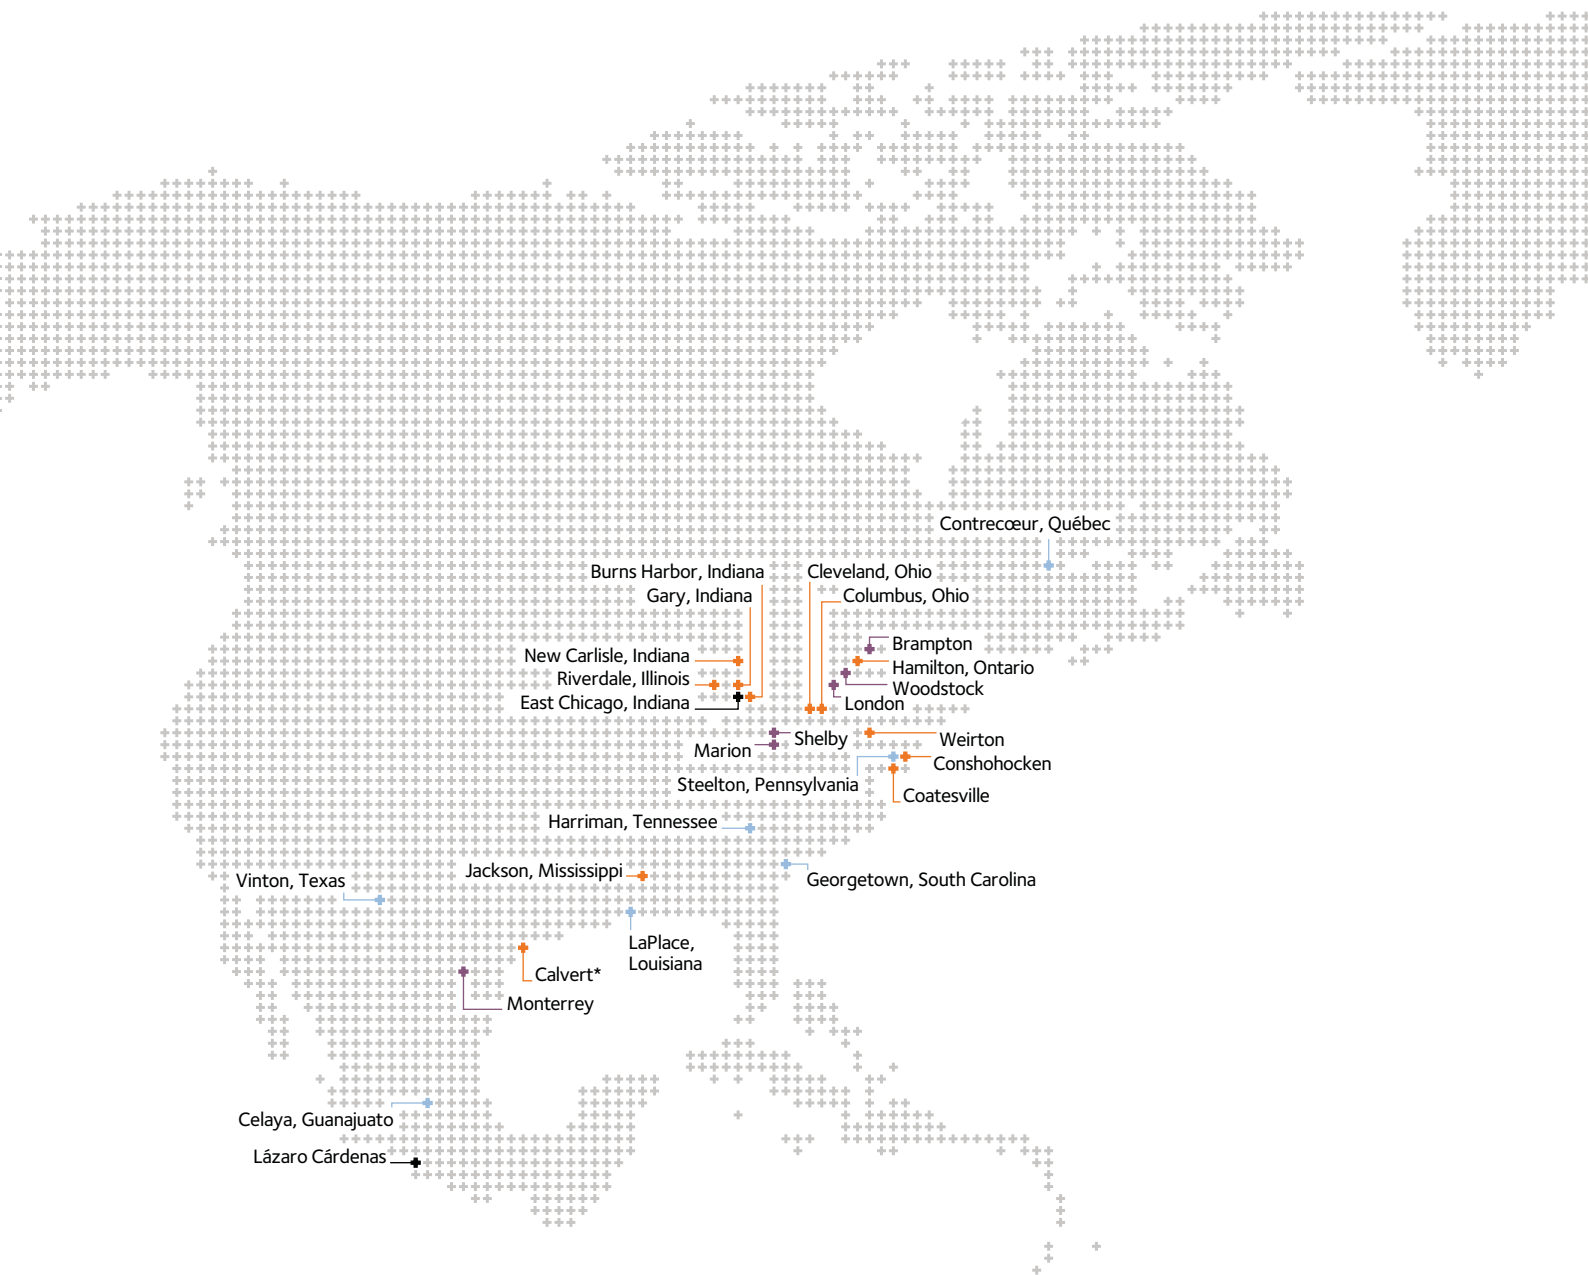 Contrecœur, Québec
Burns Harbor, Indiana
Cleveland, Ohio
Gary, Indiana
Columbus, Ohio
Brampton
New Carlisle, Indiana
Hamilton, Ontario
Riverdale, Illinois
Woodstock
East Chicago, Indiana
London
Shelby
Weirton
Marion
Conshohocken
Steelton, Pennsylvania
Coatesville
Harriman, Tennessee
Jackson, Mississippi
Vinton, Texas
Georgetown, South Carolina
LaPlace,
Louisiana
Calvert*
Monterrey
Celaya, Guanajuato
Lázaro Cárdenas